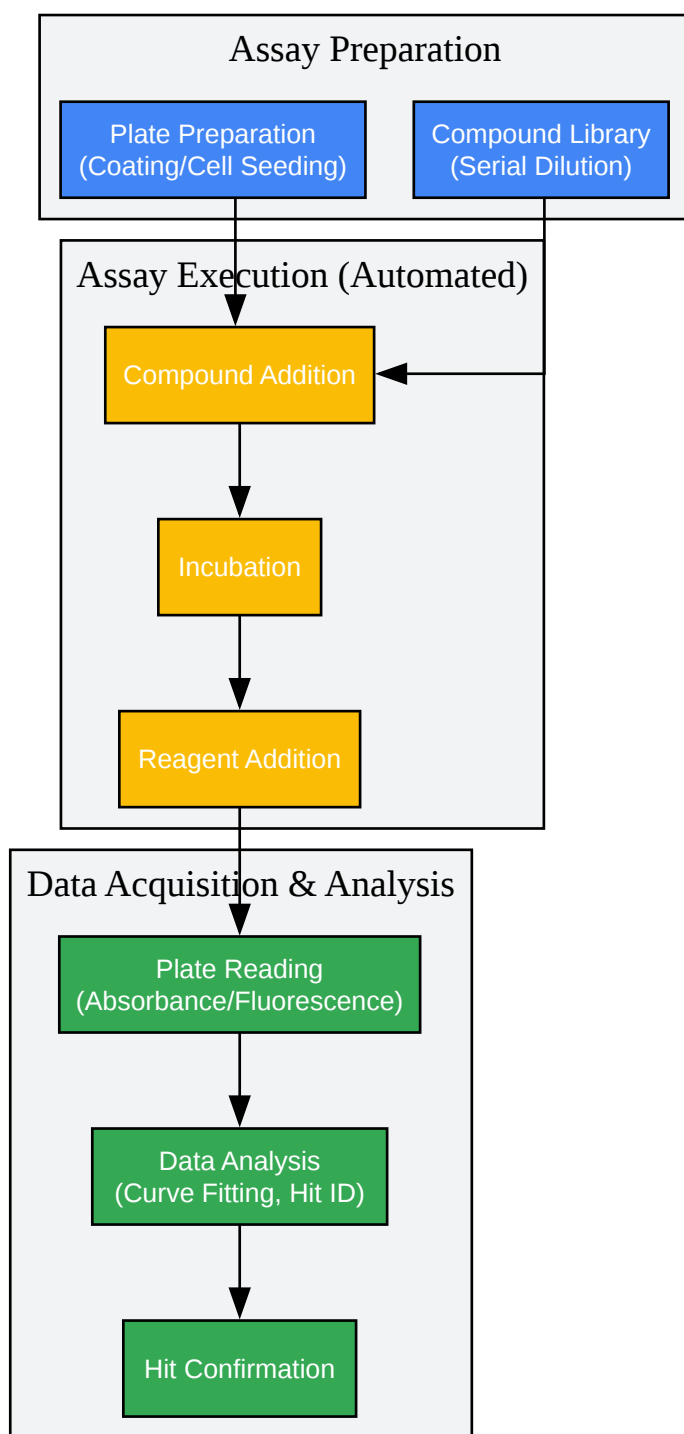 Assay Preparation
Plate Preparation
(Coating/Cell Seeding)
Compound Library
(Serial Dilution)
Assay Execution (Automated)
Compound Addition
Incubation
Reagent Addition
Data Acquisition & Analysis
Plate Reading
(Absorbance/Fluorescence)
Data Analysis
(Curve Fitting, Hit ID)
Hit Confirmation